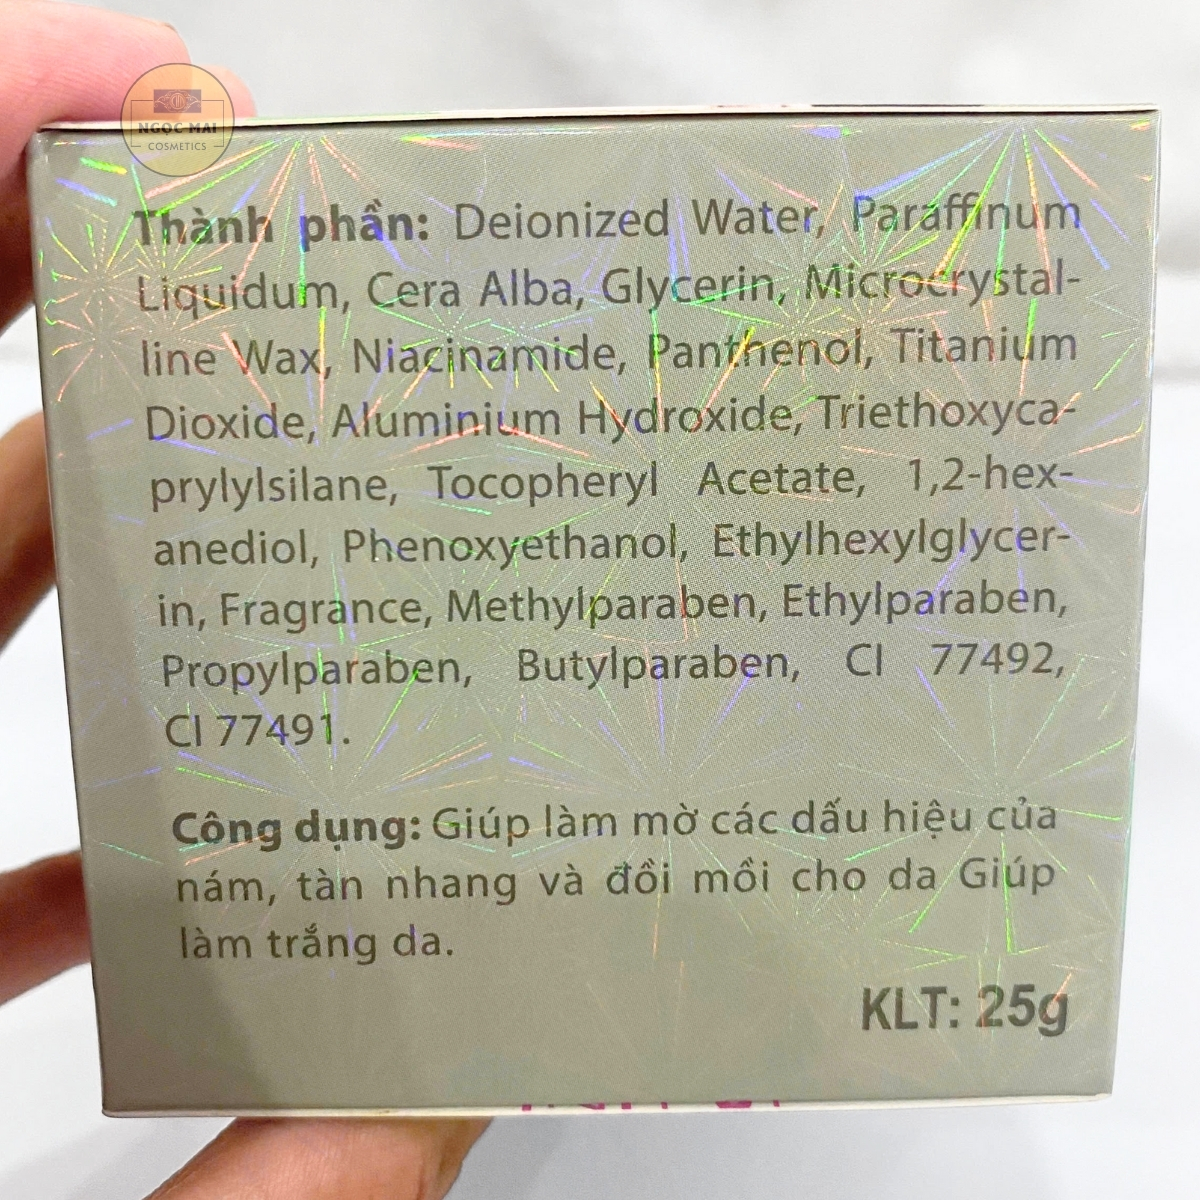 NGỌC MAI
COSMETICS
Thành phần: Deionized Water, Paraffinum
Liquidum, Cera Alba, Glycerin, Microcrystal-
line Wax, Niacinamide, Panthenol, Titanium
Dioxide, Aluminium Hydroxide, Triethoxyca-
prylylsilane, Tocopheryl Acetate, 1,2-hex-
anediol, Phenoxyethanol, Ethylhexylglycer-
in, Fragrance, Methylparaben, Ethylparaben,
Propylparaben, Butylparaben, CI 77492,
CI 77491.
Công dụng: Giúp làm mờ các dấu hiệu của
nám, tàn nhang và đồi mồi cho da Giúp
làm trắng da.
KLT: 25g